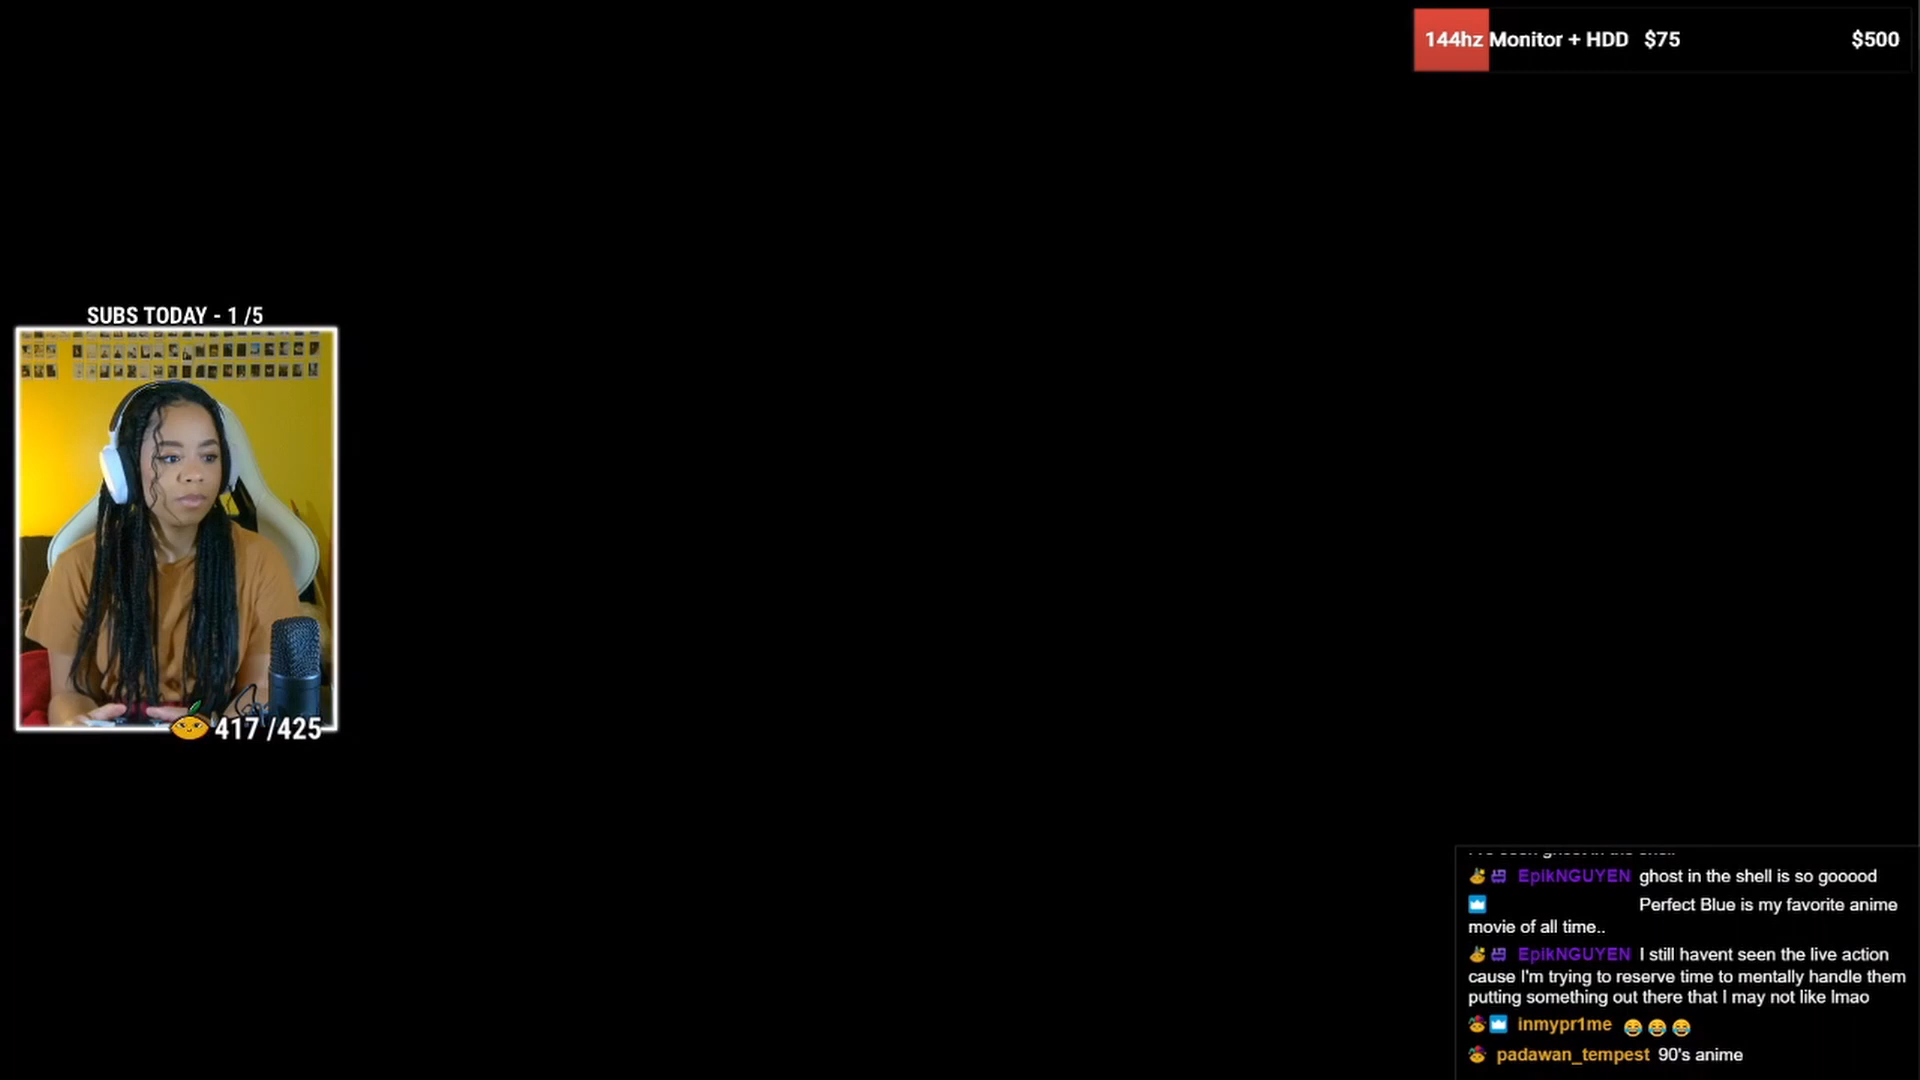 144hz Monitor + HDD $75 $500
SUBS TODAY - 1 /5
417 /425
EpikNGUYEN ghost in the shell is so gooood
Perfect Blue is my favorite anime
movie of all time..
EpikNGUYEN I still havent seen the live action
cause I'm trying to reserve time to mentally handle them
putting something out there that I may not like lmao
inmypr1me 😂 😂 😂
padawan_tempest 90's anime